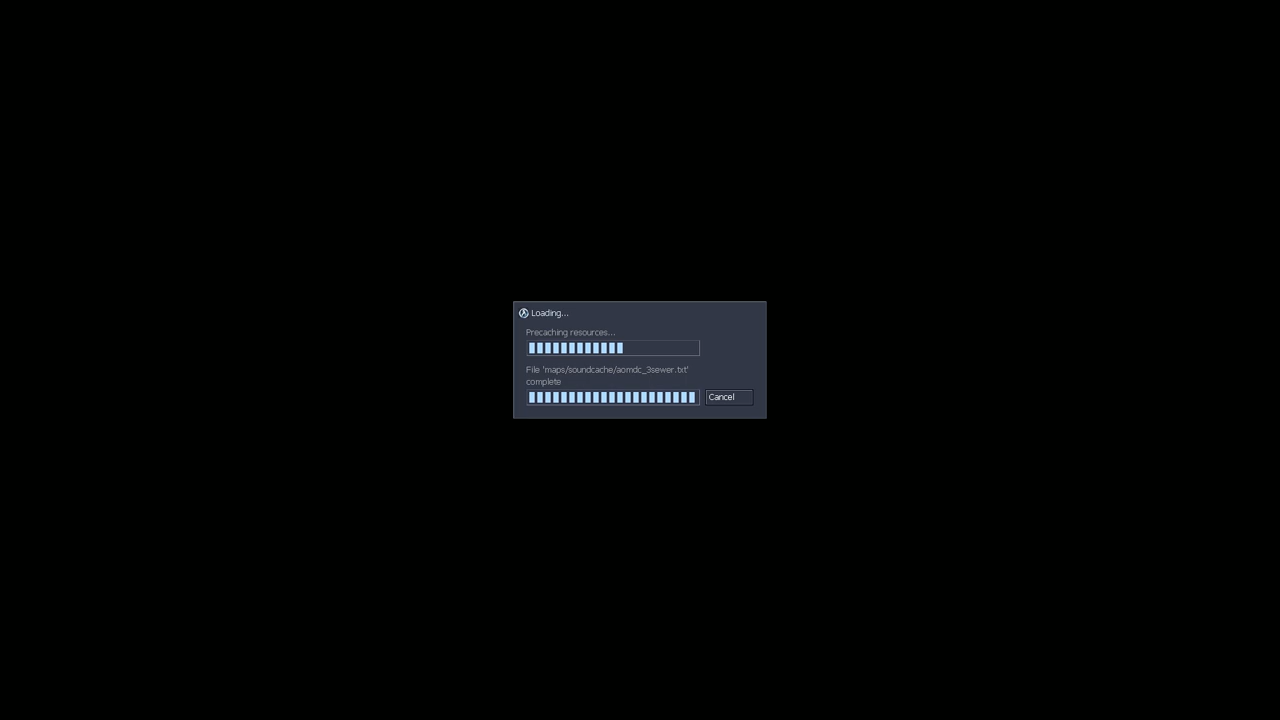 Loading...
Precaching resources...
File 'maps/soundcache/aomdc_3sewer.txt'
complete
Cancel